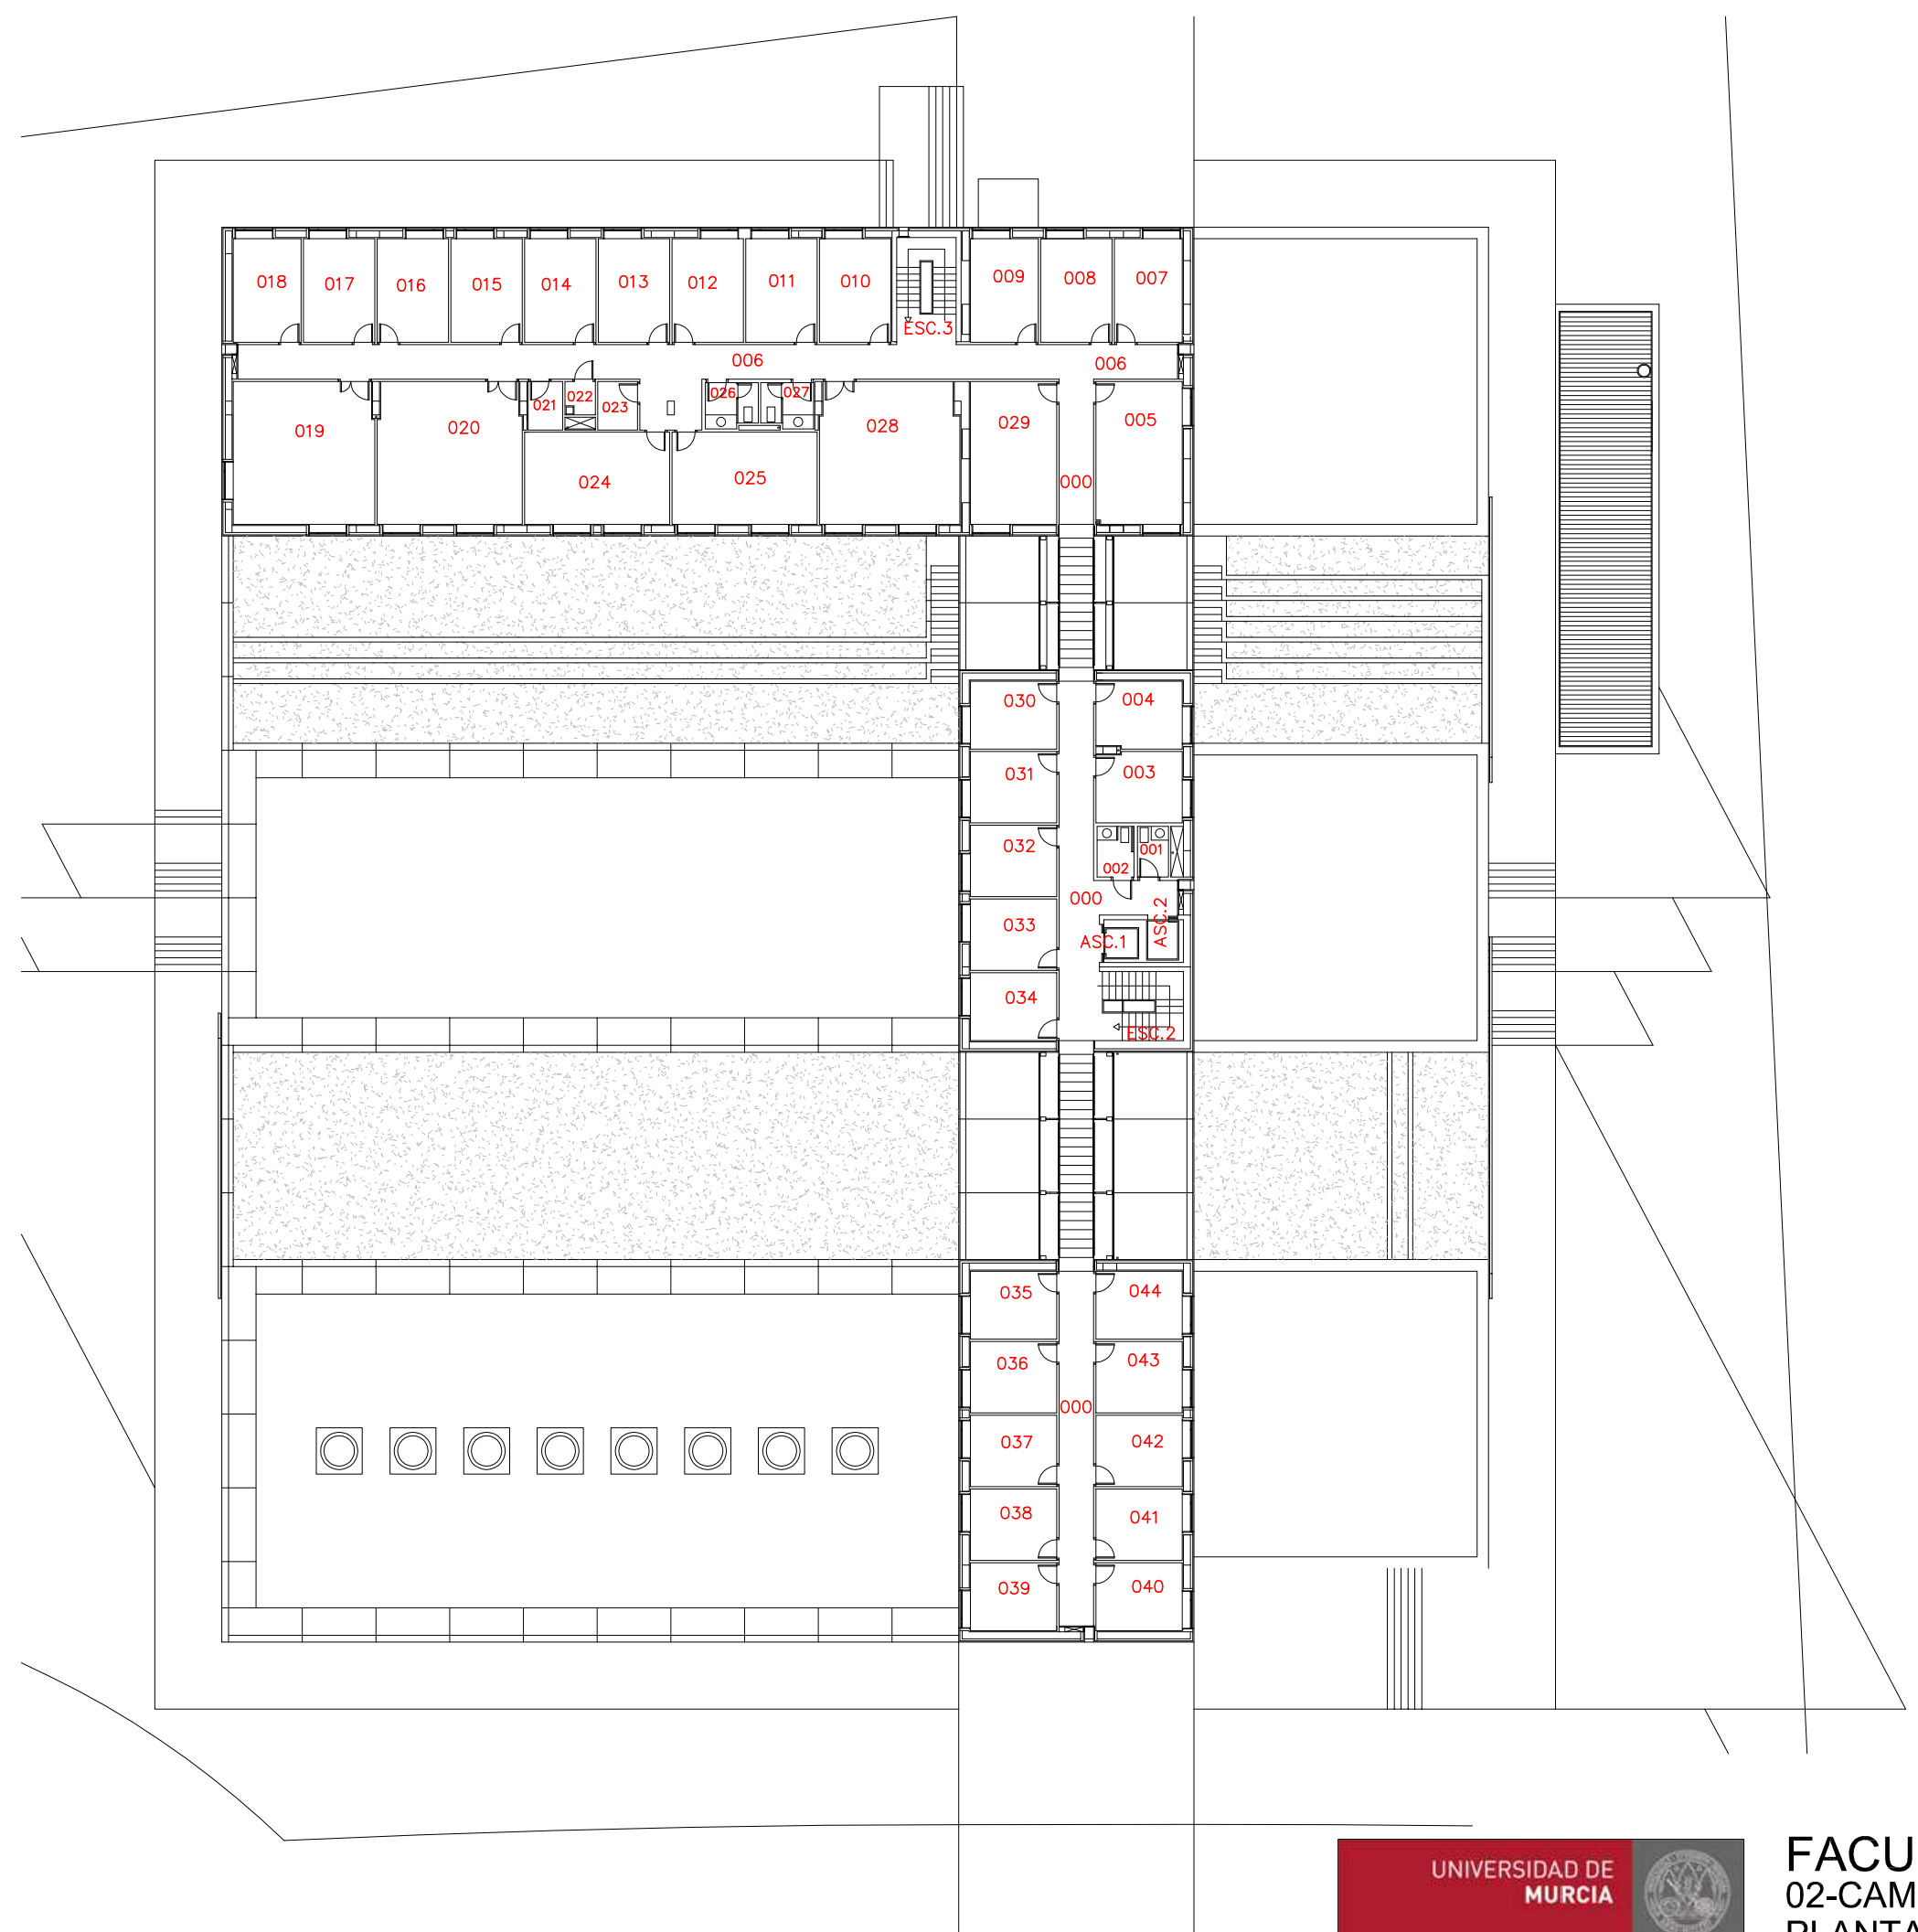 018 017 016 015 014 013 012 011 010 009 008 007
ESC.3
006 006
021 022 023 026 027
019 020 028 029 005
024 025 000
030 004
031 003
032 001
002
000
ASC.2
033
ASC.1
034
ESC.2
035 044
036 043
000
037 042
038 041
039 040
UNIVERSIDAD DE
MURCIA
FACU
02-CAM
PLANTA